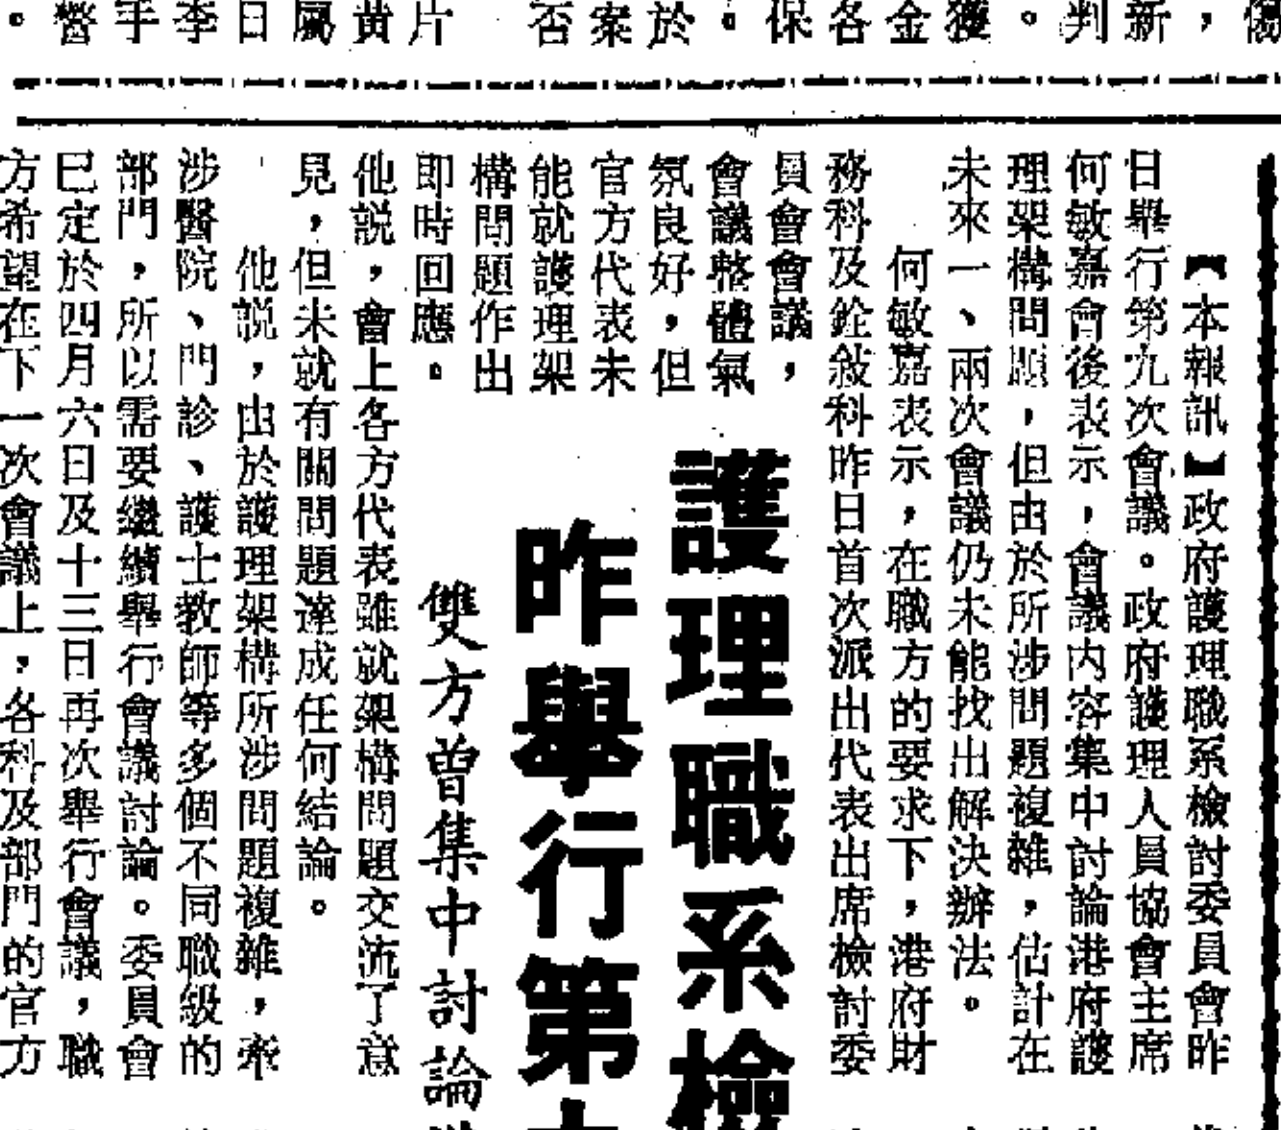 【本報訊】政府護理職系檢討委員會昨
日舉行第九次會議。政府護理人員協會主席
何敏嘉會後表示，會議內容集中討論港府護
理架構問題，但由於所涉問題複雜，估計在
未來一、兩次會議仍未能找出解決辦法。
何敏嘉表示，在職方的要求下，港府財
務科及銓敍科昨日首次派出代表出席檢討委
員會會議，
會議整體氣
氛良好，但
官方代表未
能就護理架
構問題作出
即時回應。
護理職系檢
昨舉行第
雙方曾集中討論
他説，會上各方代表雖就架構問題交流了意
見，但未就有關問題達成任何結論。
他説，由於護理架構所涉問題複雜，牽
涉醫院、門診、護士教師等多個不同職級的
部門，所以需要繼續舉行會議討論。委員會
已定於四月六日及十三日再次舉行會議，職
方希望在下一次會議上，各科及部門的官方
傷
，
新
判
。
獲
金
各
保
。
於
案
否
片
黃
屬
日
李
手
警
。